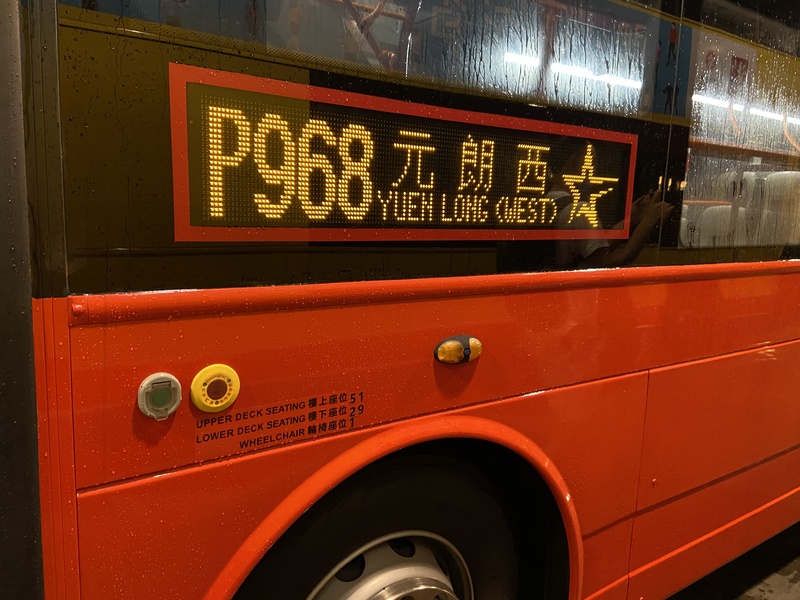 P968 元朗西
YUEN LONG (WEST)
UPPER DECK SEATING 樓上座位 51
LOWER DECK SEATING 樓下座位 29
WHEELCHAIR 輪椅座位 1